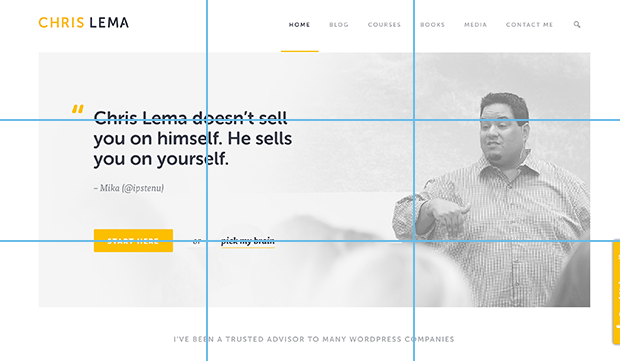 CHRIS LEMA
HOME BLOG COURSES BOOKS MEDIA CONTACT ME
“ Chris Lema doesn’t sell
you on himself. He sells
you on yourself.
– Mika (@ipstenu)
START HERE or pick my brain
I’VE BEEN A TRUSTED ADVISOR TO MANY WORDPRESS COMPANIES